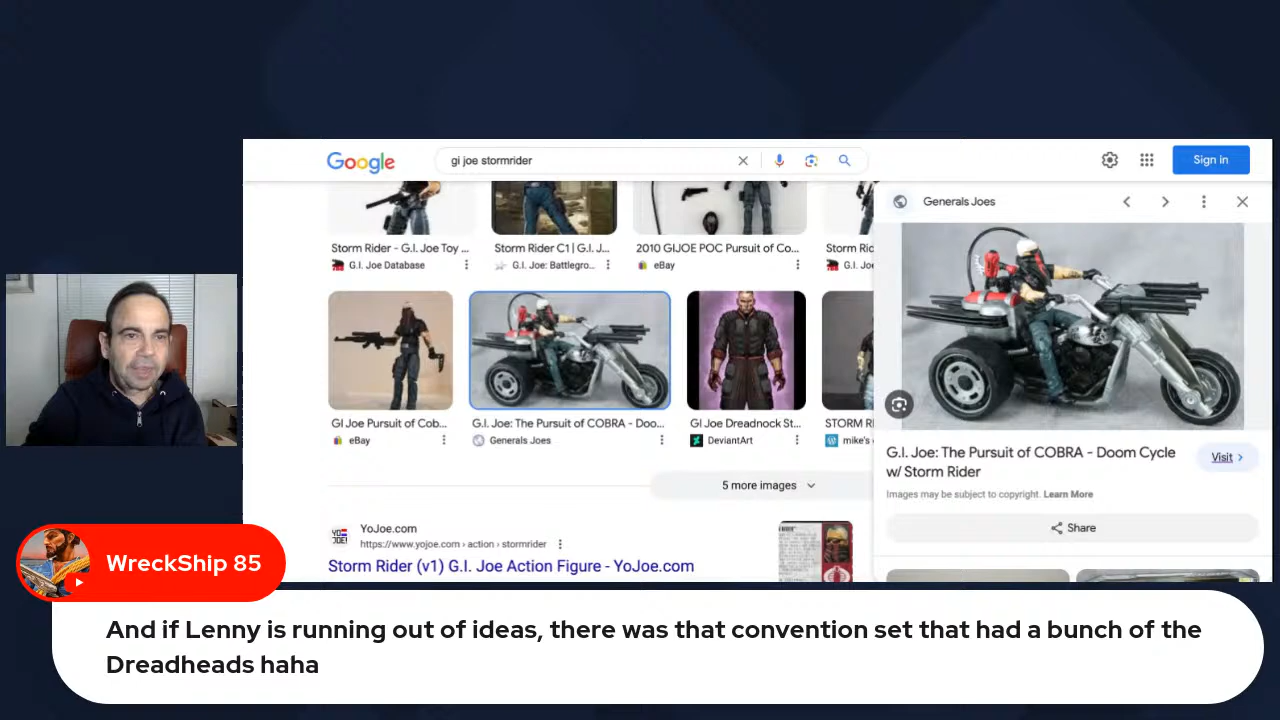 Google
gi joe stormrider
Sign in
Storm Rider - G.I. Joe Toy ...
G.I. Joe Database
Storm Rider C1 | G.I. J...
G.I. Joe: Battlegro...
2010 GIJOE POC Pursuit of Co...
eBay
Storm Ric
G.I. Jo
GI Joe Pursuit of Cob...
eBay
G.I. Joe: The Pursuit of COBRA - Doo...
Generals Joes
GI Joe Dreadnock St...
DeviantArt
STORM RI
mike's
5 more images
YoJoe.com
https://www.yojoe.com › action › stormrider
Storm Rider (v1) G.I. Joe Action Figure - YoJoe.com
Generals Joes
G.I. Joe: The Pursuit of COBRA - Doom Cycle
w/ Storm Rider
Visit
Images may be subject to copyright. Learn More
Share
WreckShip 85
And if Lenny is running out of ideas, there was that convention set that had a bunch of the
Dreadheads haha